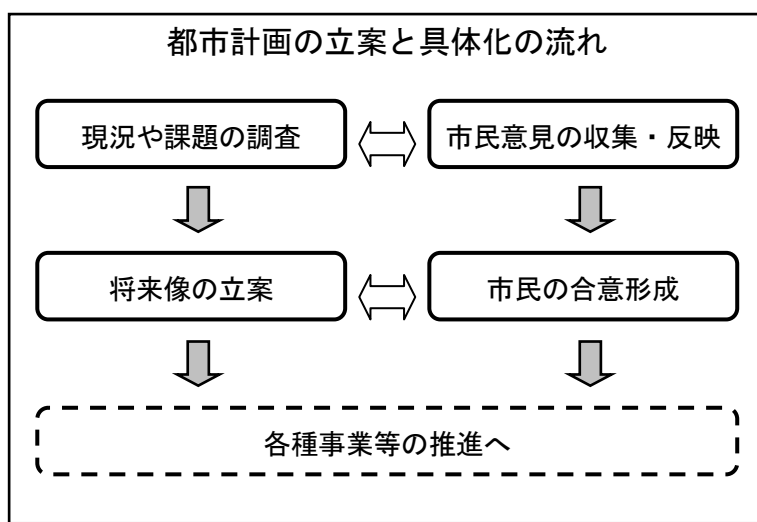 都市計画の立案と具体化の流れ
現況や課題の調査
市民意見の収集・反映
将来像の立案
市民の合意形成
各種事業等の推進へ